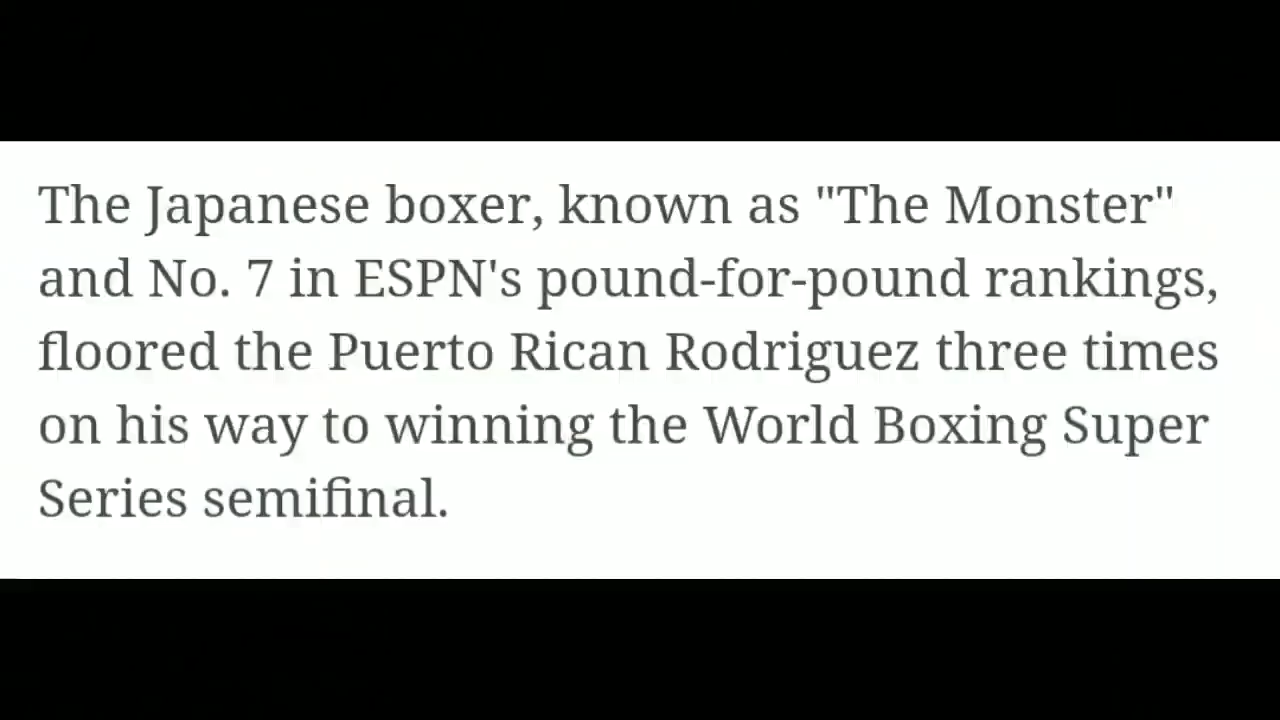 The Japanese boxer, known as "The Monster"
and No. 7 in ESPN's pound-for-pound rankings,
floored the Puerto Rican Rodriguez three times
on his way to winning the World Boxing Super
Series semifinal.